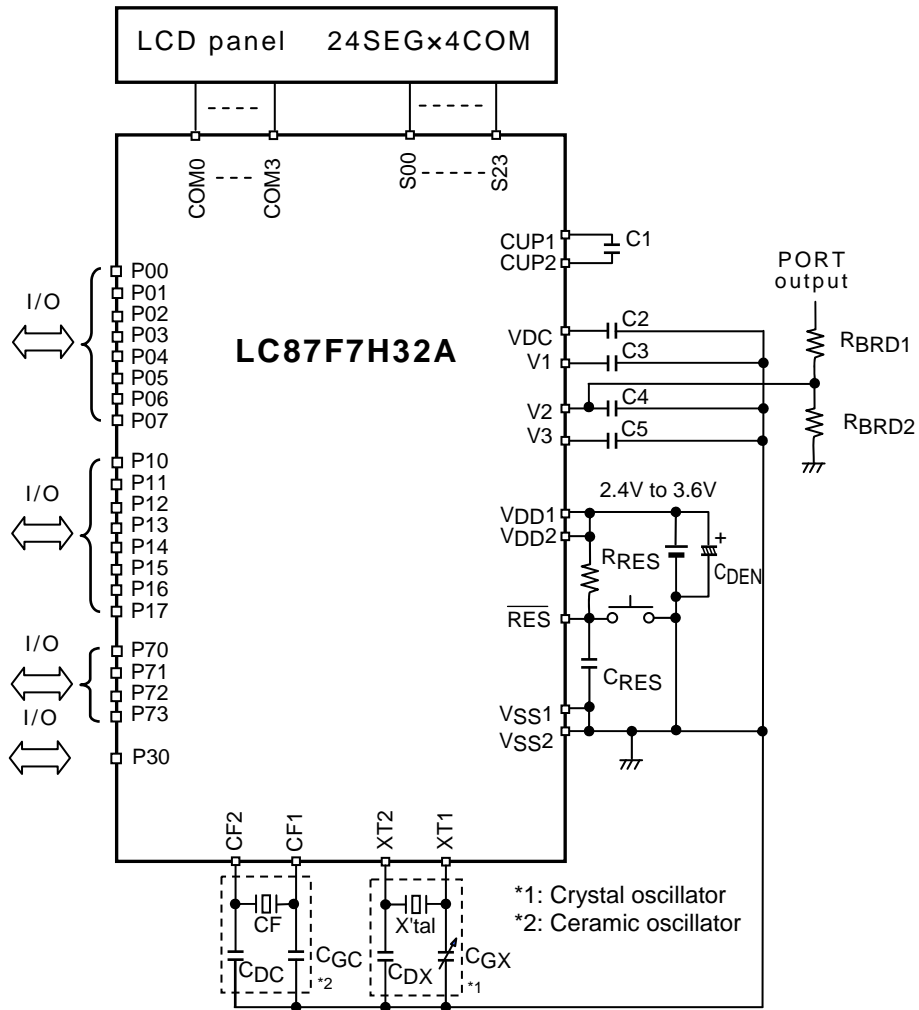 LCD panel 24SEG×4COM
COM0
COM3
S00
S23
CUP1
CUP2
C1
PORT
output
RBRD1
RBRD2
VDC
V1
V2
V3
C2
C3
C4
C5
LC87F7H32A
I/O
P00
P01
P02
P03
P04
P05
P06
P07
I/O
P10
P11
P12
P13
P14
P15
P16
P17
I/O
P70
P71
P72
P73
I/O
P30
2.4V to 3.6V
VDD1
VDD2
RRES
+
CDEN
RES
CRES
VSS1
VSS2
CF2
CF1
XT2
XT1
CF
CDC
CGC
*2
X'tal
CDX
CGX
*1
*1: Crystal oscillator
*2: Ceramic oscillator